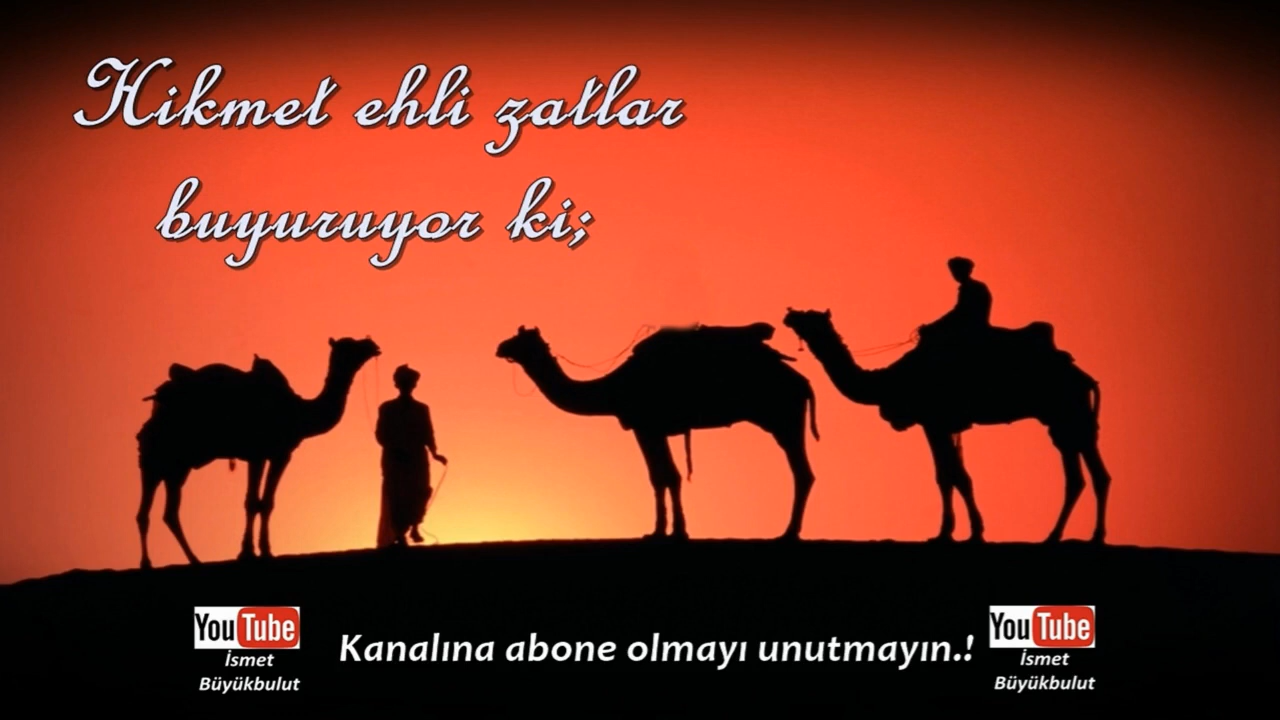 Hikmet ehli zatlar
buyuruyor ki;
YouTube
İsmet
Büyükbulut
Kanalına abone olmayı unutmayın.!
YouTube
İsmet
Büyükbulut